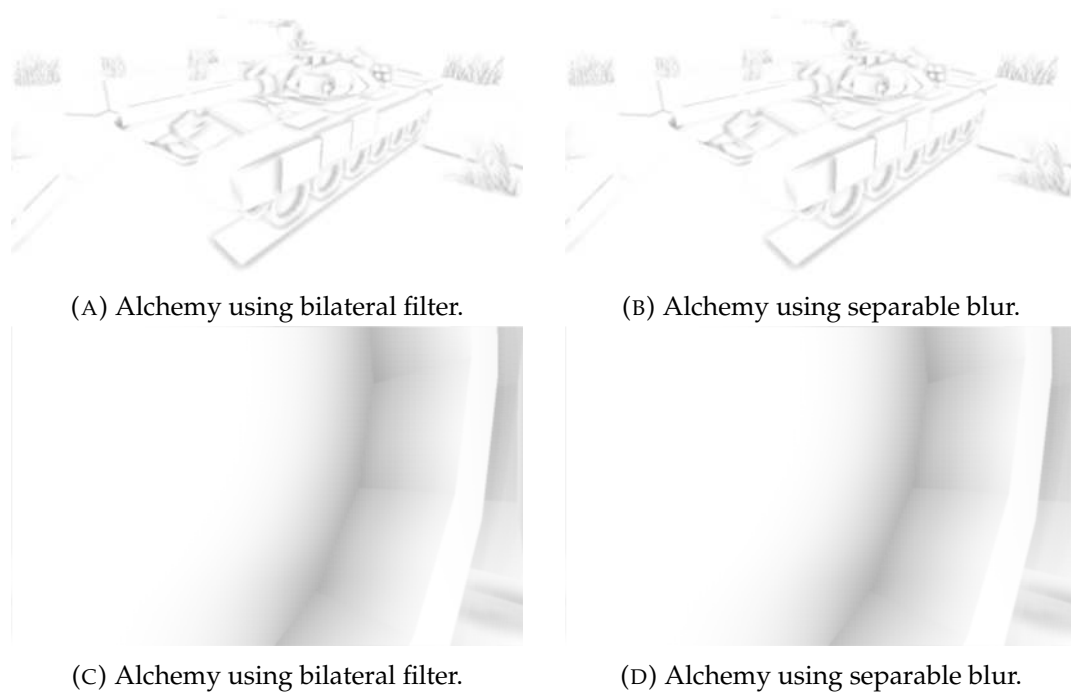 (A) Alchemy using bilateral filter.
(B) Alchemy using separable blur.
(C) Alchemy using bilateral filter.
(D) Alchemy using separable blur.